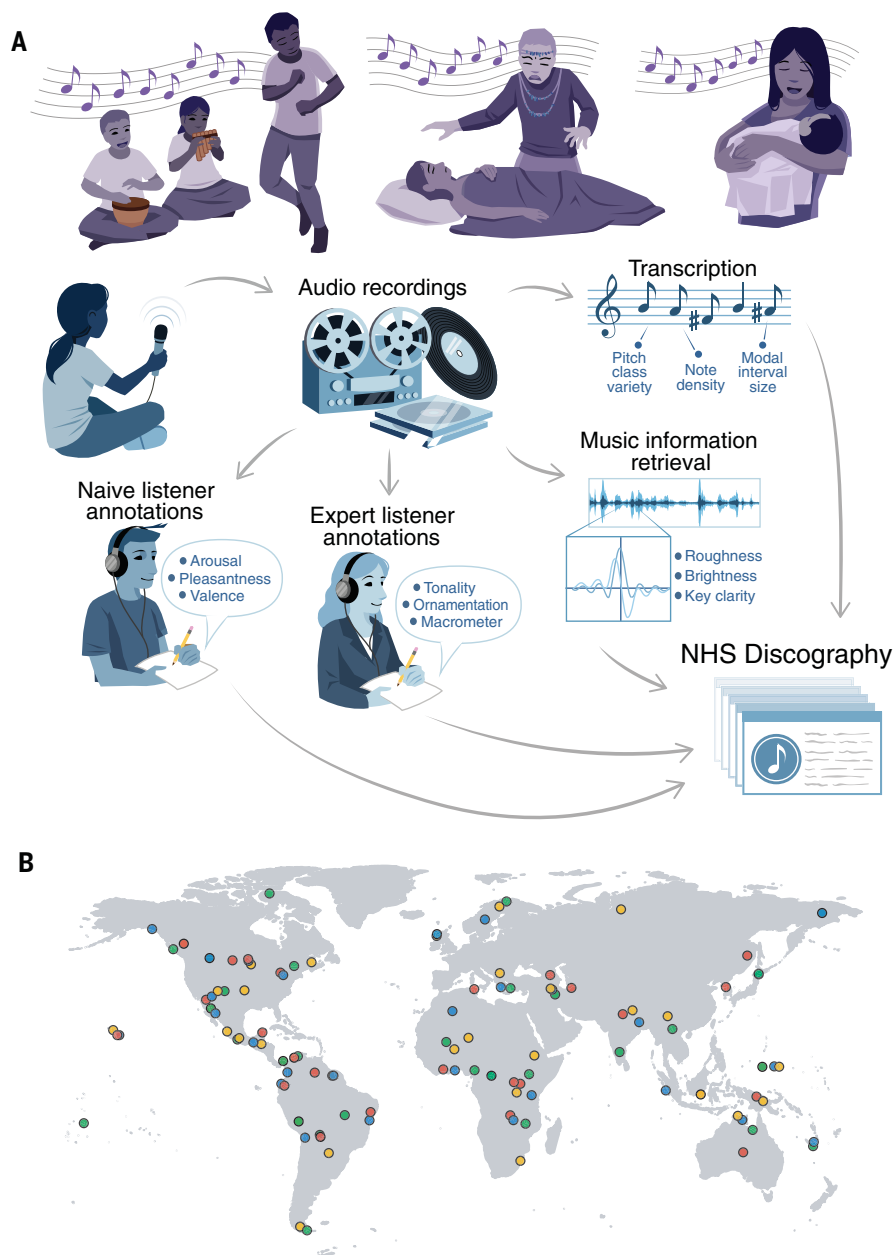 A
Audio recordings
Transcription
Pitch
class
variety
Note
density
Modal
interval
size
Music information
retrieval
Naive listener
annotations
Expert listener
annotations
• Arousal
• Pleasantness
• Valence
• Tonality
• Ornamentation
• Macrometer
• Roughness
• Brightness
• Key clarity
NHS Discography
B